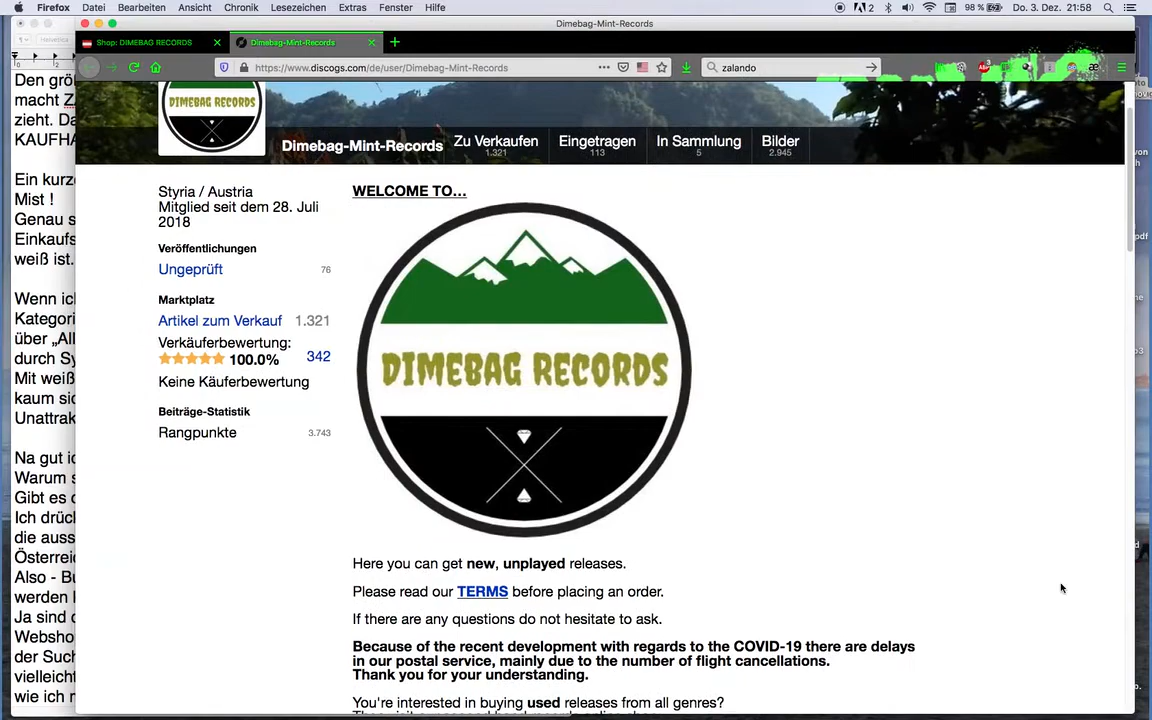 Firefox Datei Bearbeiten Ansicht Chronik Lesezeichen Extras Fenster Hilfe 2 98 % Do. 3. Dez. 21:58
Dimebag-Mint-Records
Shop: DIMEBAG RECORDS Dimebag-Mint-Records
https://www.discogs.com/de/user/Dimebag-Mint-Records zalando
DIMEBAG RECORDS
Dimebag-Mint-Records Zu Verkaufen Eingetragen In Sammlung Bilder
1.321 113 5 2.945
Styria / Austria
Mitglied seit dem 28. Juli
2018
Veröffentlichungen
Ungeprüft 76
Marktplatz
Artikel zum Verkauf 1.321
Verkäuferbewertung:
100.0% 342
Keine Käuferbewertung
Beiträge-Statistik
Rangpunkte 3.743
WELCOME TO...
DIMEBAG RECORDS
Here you can get new, unplayed releases.
Please read our TERMS before placing an order.
If there are any questions do not hesitate to ask.
Because of the recent development with regards to the COVID-19 there are delays
in our postal service, mainly due to the number of flight cancellations.
Thank you for your understanding.
You're interested in buying used releases from all genres?
Den grö
macht Z
zieht. Da
KAUFHA
Ein kurze
Mist !
Genau s
Einkaufs
weiß ist.
Wenn ich
Kategori
über „All
durch Sy
Mit weiß
kaum sic
Unattrak
Na gut ic
Warum s
Gibt es d
Ich drück
die auss
Österreic
Also - Bu
werden h
Ja sind d
Websho
der Such
vielleicht
wie ich n